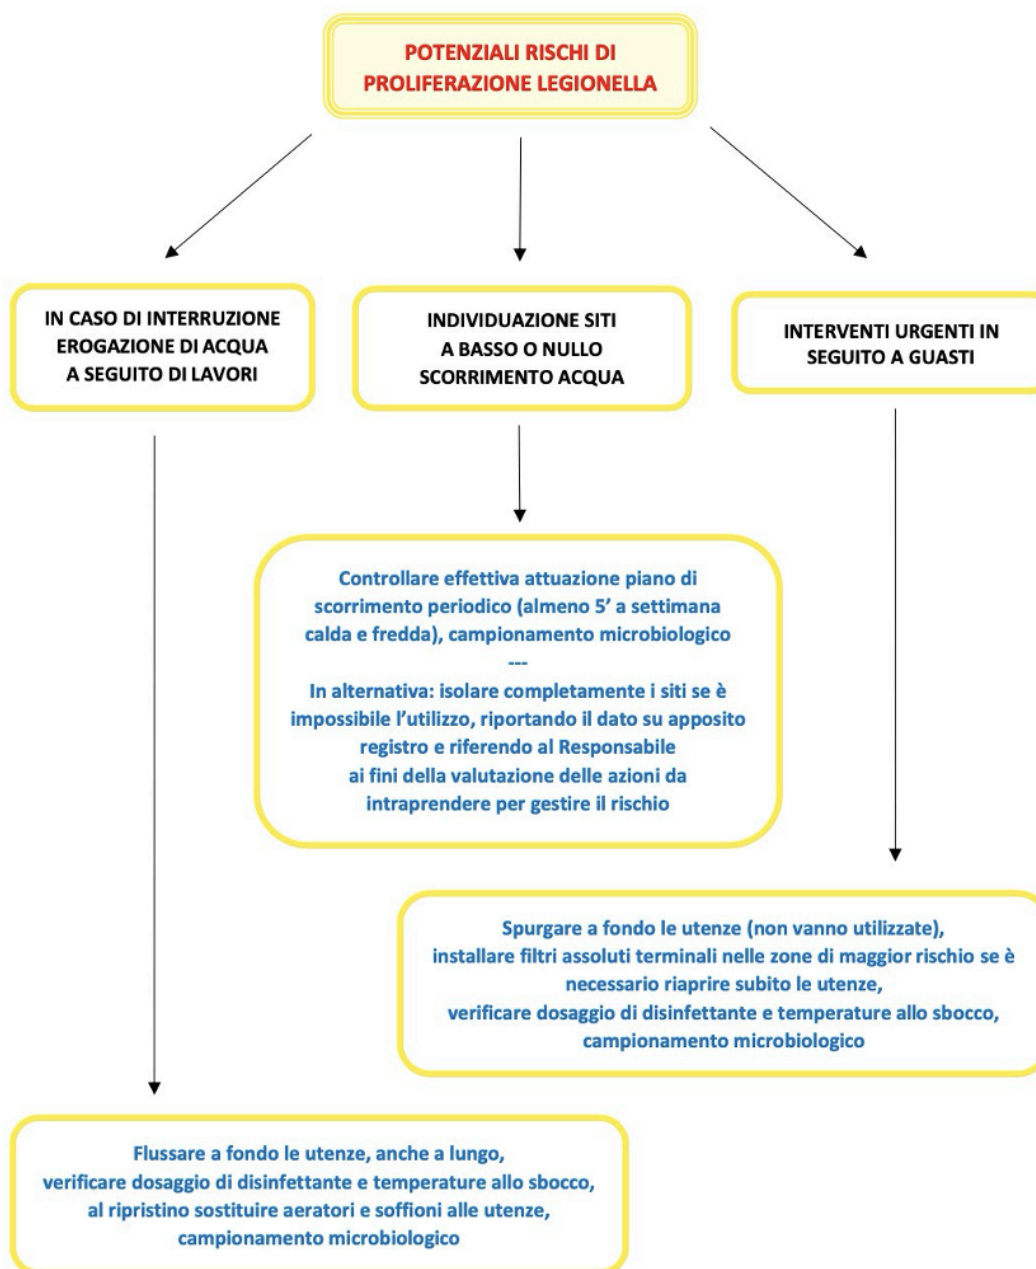 POTENZIALI RISCHI DI
PROLIFERAZIONE LEGIONELLA
IN CASO DI INTERRUZIONE
EROGAZIONE DI ACQUA
A SEGUITO DI LAVORI
INDIVIDUAZIONE SITI
A BASSO O NULLO
SCORRIMENTO ACQUA
INTERVENTI URGENTI IN
SEGUITO A GUASTI
Controllare effettiva attuazione piano di
scorrimento periodico (almeno 5’ a settimana
calda e fredda), campionamento microbiologico
---
In alternativa: isolare completamente i siti se è
impossibile l’utilizzo, riportando il dato su apposito
registro e riferendo al Responsabile
ai fini della valutazione delle azioni da
intraprendere per gestire il rischio
Spurgare a fondo le utenze (non vanno utilizzate),
installare filtri assoluti terminali nelle zone di maggior rischio se è
necessario riaprire subito le utenze,
verificare dosaggio di disinfettante e temperature allo sbocco,
campionamento microbiologico
Flussare a fondo le utenze, anche a lungo,
verificare dosaggio di disinfettante e temperature allo sbocco,
al ripristino sostituire aeratori e soffioni alle utenze,
campionamento microbiologico